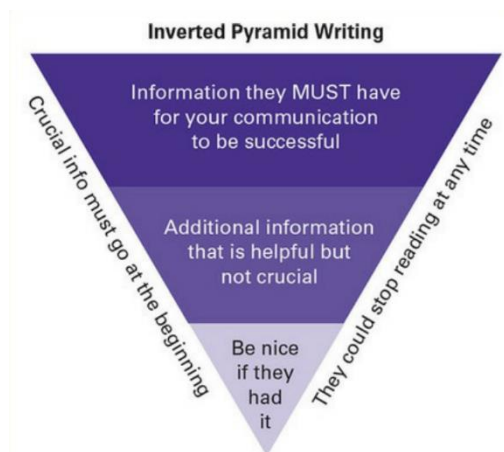 Inverted Pyramid Writing
Information they MUST have
for your communication
to be successful
Additional information
that is helpful but
not crucial
Be nice
if they
had
it
Crucial info must go at the beginning
They could stop reading at any time